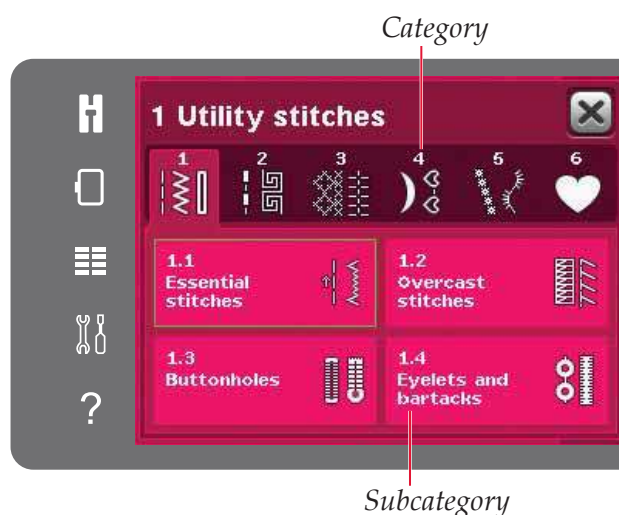 Category
1 Utility stitches
1 2 3 4 5 6
1.1
Essential
stitches
1.2
Overcast
stitches
1.3
Buttonholes
1.4
Eyelets and
bartacks
?
Subcategory